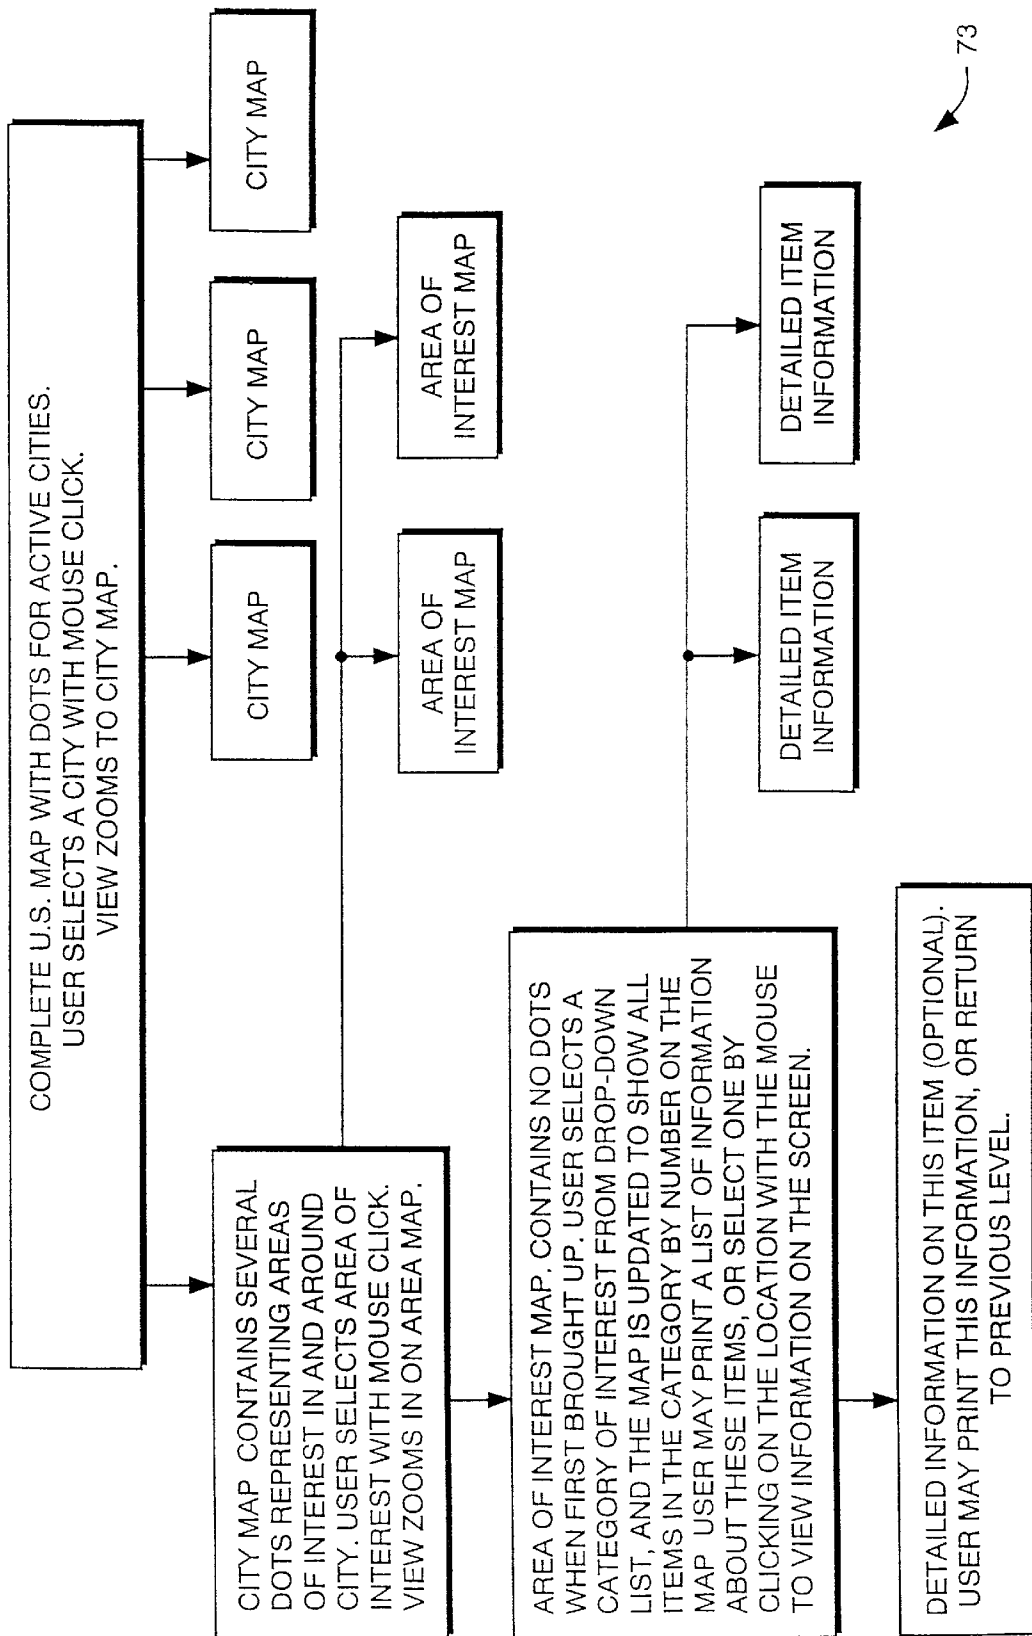 COMPLETE U.S. MAP WITH DOTS FOR ACTIVE CITIES.
USER SELECTS A CITY WITH MOUSE CLICK.
VIEW ZOOMS TO CITY MAP.
CITY MAP CONTAINS SEVERAL
DOTS REPRESENTING AREAS
OF INTEREST IN AND AROUND
CITY. USER SELECTS AREA OF
INTEREST WITH MOUSE CLICK.
VIEW ZOOMS IN ON AREA MAP.
CITY MAP
CITY MAP
CITY MAP
AREA OF
INTEREST MAP
AREA OF
INTEREST MAP
AREA OF INTEREST MAP. CONTAINS NO DOTS
WHEN FIRST BROUGHT UP. USER SELECTS A
CATEGORY OF INTEREST FROM DROP-DOWN
LIST, AND THE MAP IS UPDATED TO SHOW ALL
ITEMS IN THE CATEGORY BY NUMBER ON THE
MAP USER MAY PRINT A LIST OF INFORMATION
ABOUT THESE ITEMS, OR SELECT ONE BY
CLICKING ON THE LOCATION WITH THE MOUSE
TO VIEW INFORMATION ON THE SCREEN.
DETAILED ITEM
INFORMATION
DETAILED ITEM
INFORMATION
DETAILED INFORMATION ON THIS ITEM (OPTIONAL).
USER MAY PRINT THIS INFORMATION, OR RETURN
TO PREVIOUS LEVEL.
73